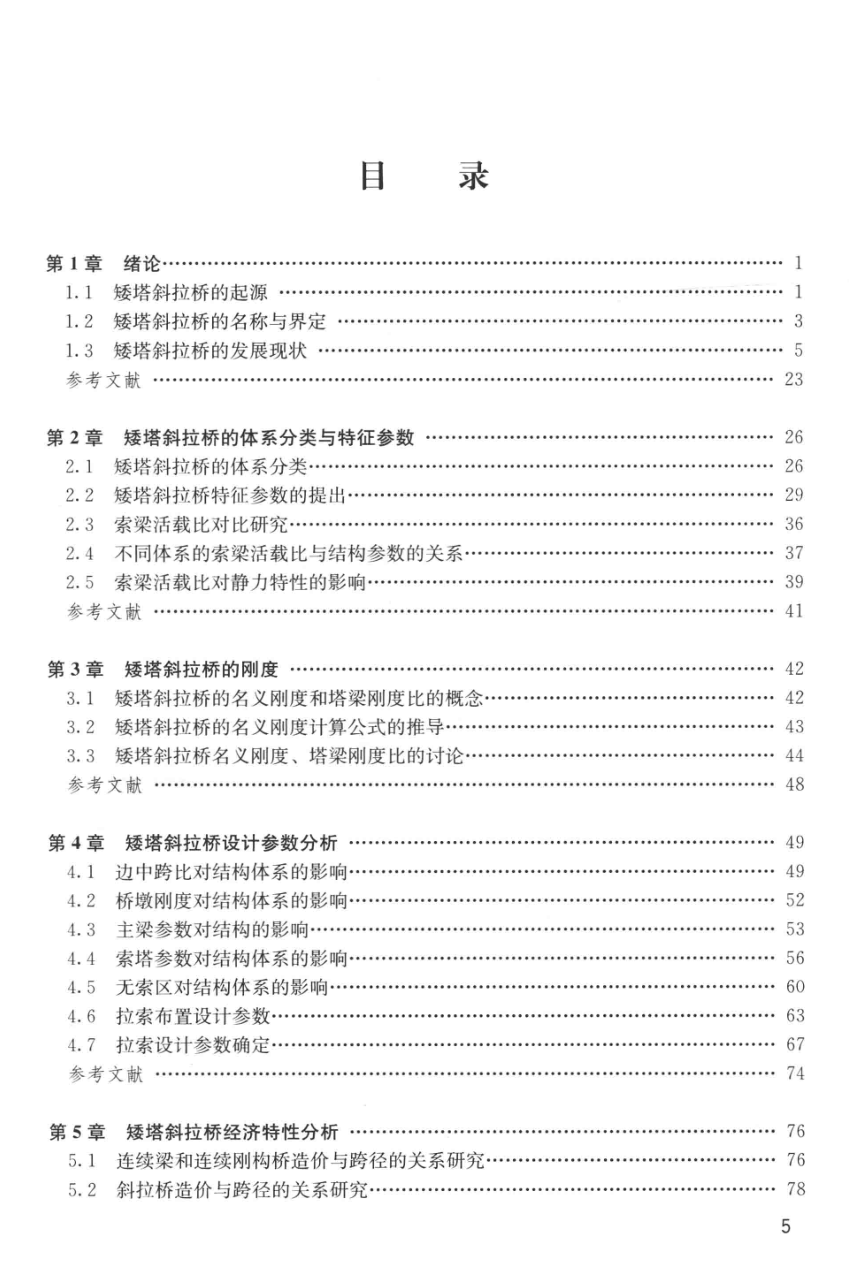 目 录
第1章 绪论…………………………………………………… 1
1.1 矮塔斜拉桥的起源…………………………………………………… 1
1.2 矮塔斜拉桥的名称与界定…………………………………………………… 3
1.3 矮塔斜拉桥的发展现状…………………………………………………… 5
参考文献…………………………………………………… 23
第2章 矮塔斜拉桥的体系分类与特征参数…………………………………………………… 26
2.1 矮塔斜拉桥的体系分类…………………………………………………… 26
2.2 矮塔斜拉桥特征参数的提出…………………………………………………… 29
2.3 索梁活载比对比研究…………………………………………………… 36
2.4 不同体系的索梁活载比与结构参数的关系…………………………………………………… 37
2.5 索梁活载比对静力特性的影响…………………………………………………… 39
参考文献…………………………………………………… 41
第3章 矮塔斜拉桥的刚度…………………………………………………… 42
3.1 矮塔斜拉桥的名义刚度和塔梁刚度比的概念…………………………………………………… 42
3.2 矮塔斜拉桥的名义刚度计算公式的推导…………………………………………………… 43
3.3 矮塔斜拉桥名义刚度、塔梁刚度比的讨论…………………………………………………… 44
参考文献…………………………………………………… 48
第4章 矮塔斜拉桥设计参数分析…………………………………………………… 49
4.1 边中跨比对结构体系的影响…………………………………………………… 49
4.2 桥墩刚度对结构体系的影响…………………………………………………… 52
4.3 主梁参数对结构的影响…………………………………………………… 53
4.4 索塔参数对结构体系的影响…………………………………………………… 56
4.5 无索区对结构体系的影响…………………………………………………… 60
4.6 拉索布置设计参数…………………………………………………… 63
4.7 拉索设计参数确定…………………………………………………… 67
参考文献…………………………………………………… 74
第5章 矮塔斜拉桥经济特性分析…………………………………………………… 76
5.1 连续梁和连续刚构桥造价与跨径的关系研究…………………………………………………… 76
5.2 斜拉桥造价与跨径的关系研究…………………………………………………… 78
5